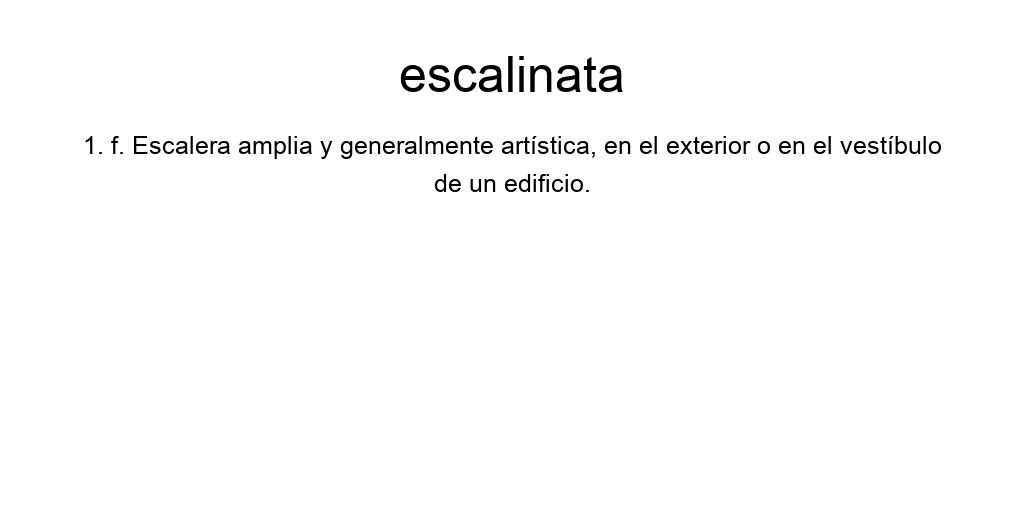 escalinata
1. f. Escalera amplia y generalmente artística, en el exterior o en el vestíbulo
de un edificio.